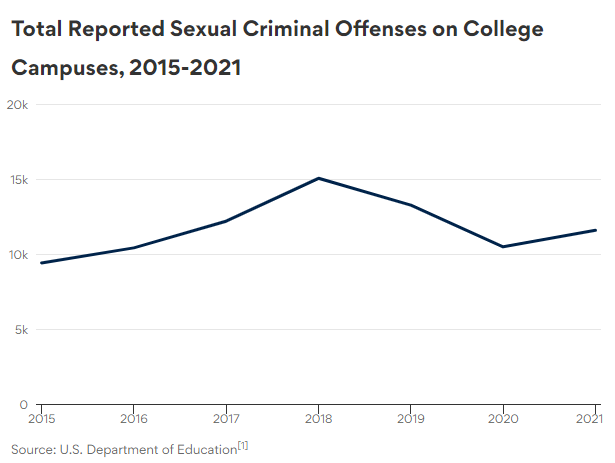 Total Reported Sexual Criminal Offenses on College
Campuses, 2015-2021
20k
15k
10k
5k
0
2015 2016 2017 2018 2019 2020 2021
Source: U.S. Department of Education[1]